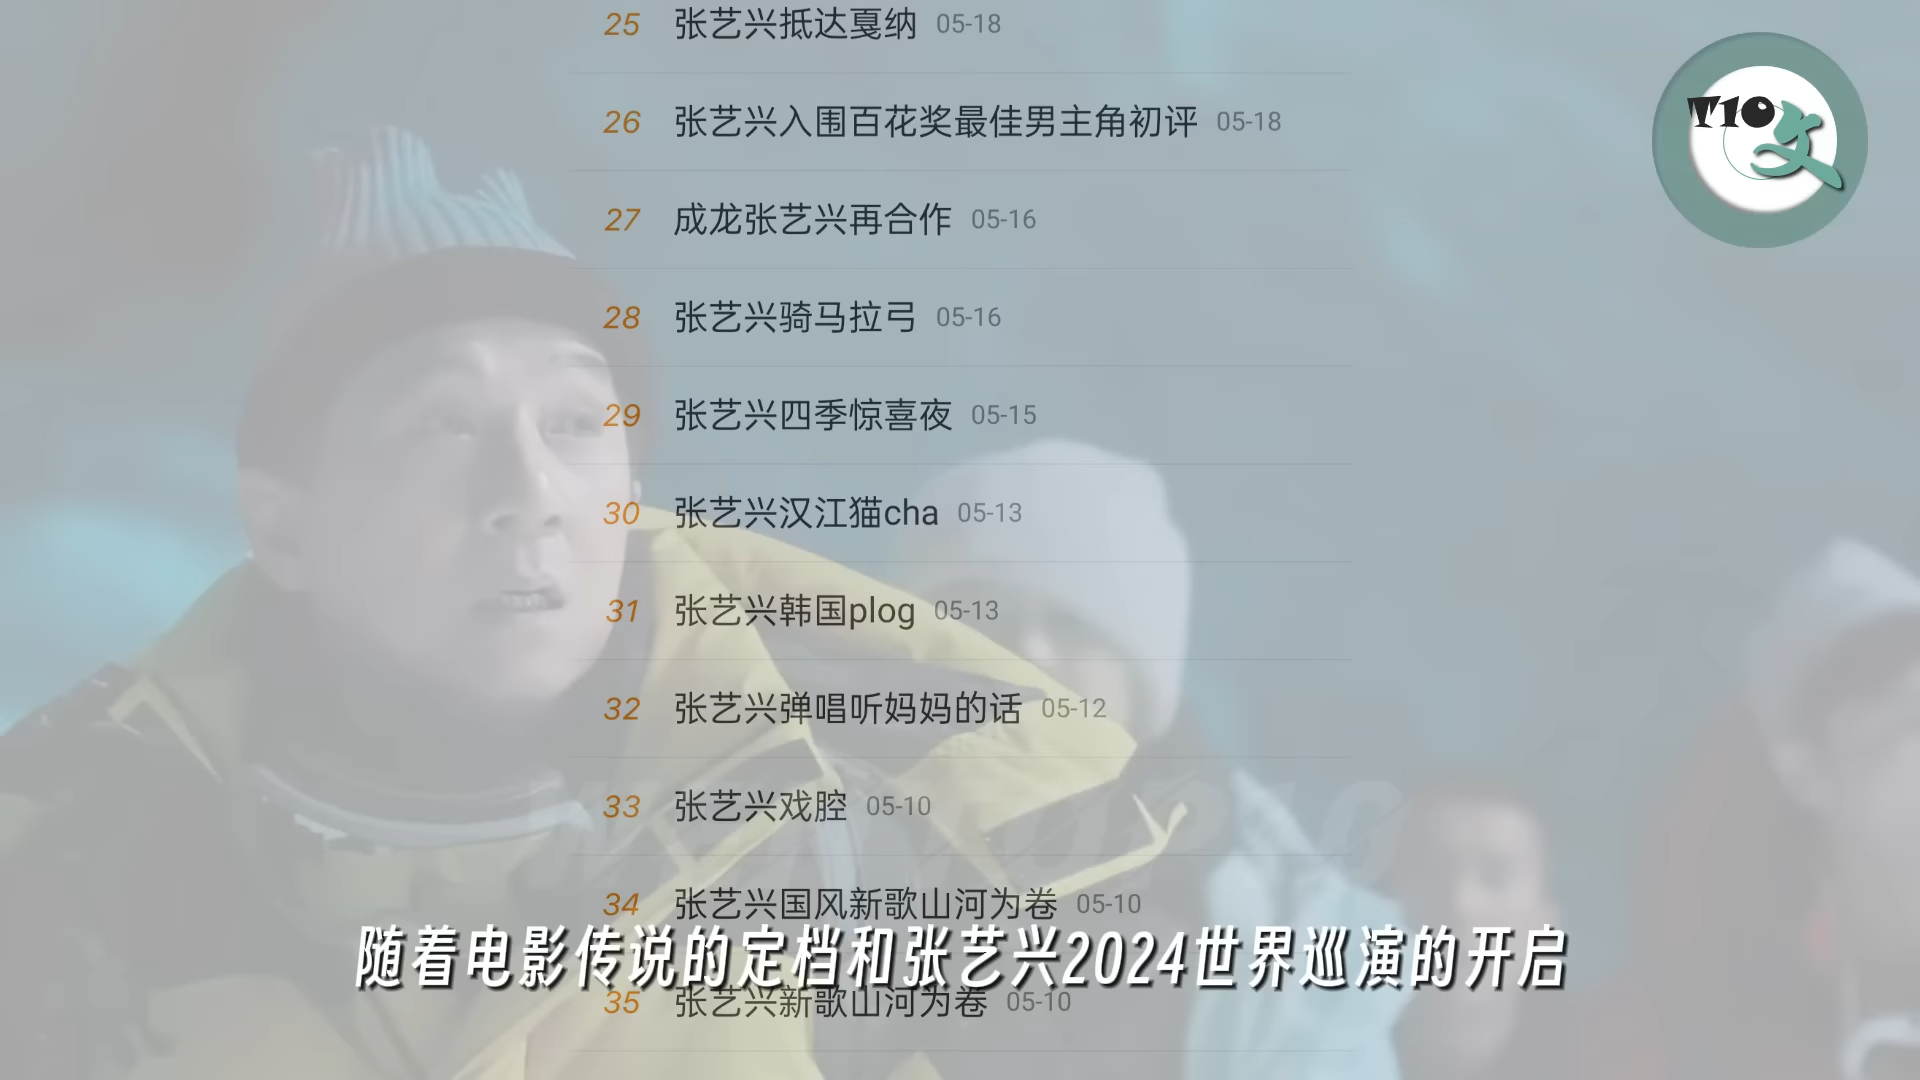 25 张艺兴抵达戛纳 05-18
T10文
26 张艺兴入围百花奖最佳男主角初评 05-18
27 成龙张艺兴再合作 05-16
28 张艺兴骑马拉弓 05-16
29 张艺兴四季惊喜夜 05-15
30 张艺兴汉江猫cha 05-13
31 张艺兴韩国plog 05-13
32 张艺兴弹唱听妈妈的话 05-12
33 张艺兴戏腔 05-10
34 张艺兴国风新歌山河为卷 05-10
随着电影传说的定档和张艺兴2024世界巡演的开启
35 张艺兴新歌山河为卷 05-10